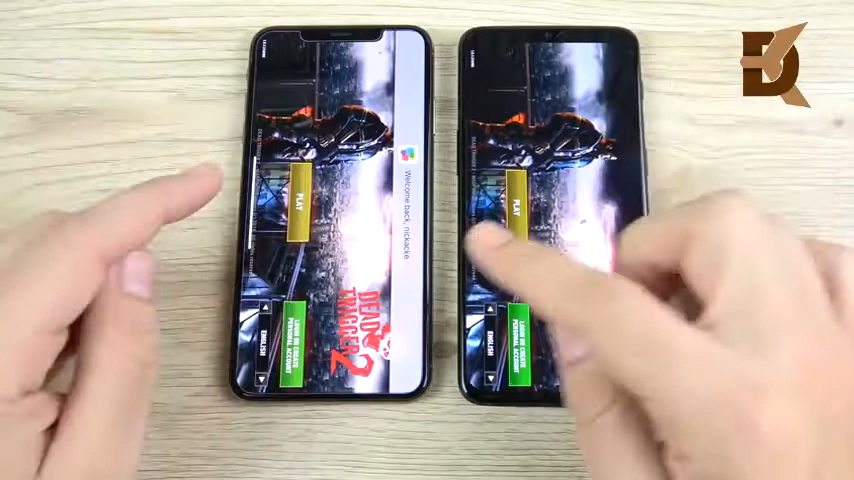 Welcome back, nickacke
PLAY
DEAD
TRIGGER
2
LOGIN OR CREATE
PERSONAL ACCOUNT
ENGLISH
PLAY
LOGIN OR CREATE
PERSONAL ACCOUNT
ENGLISH